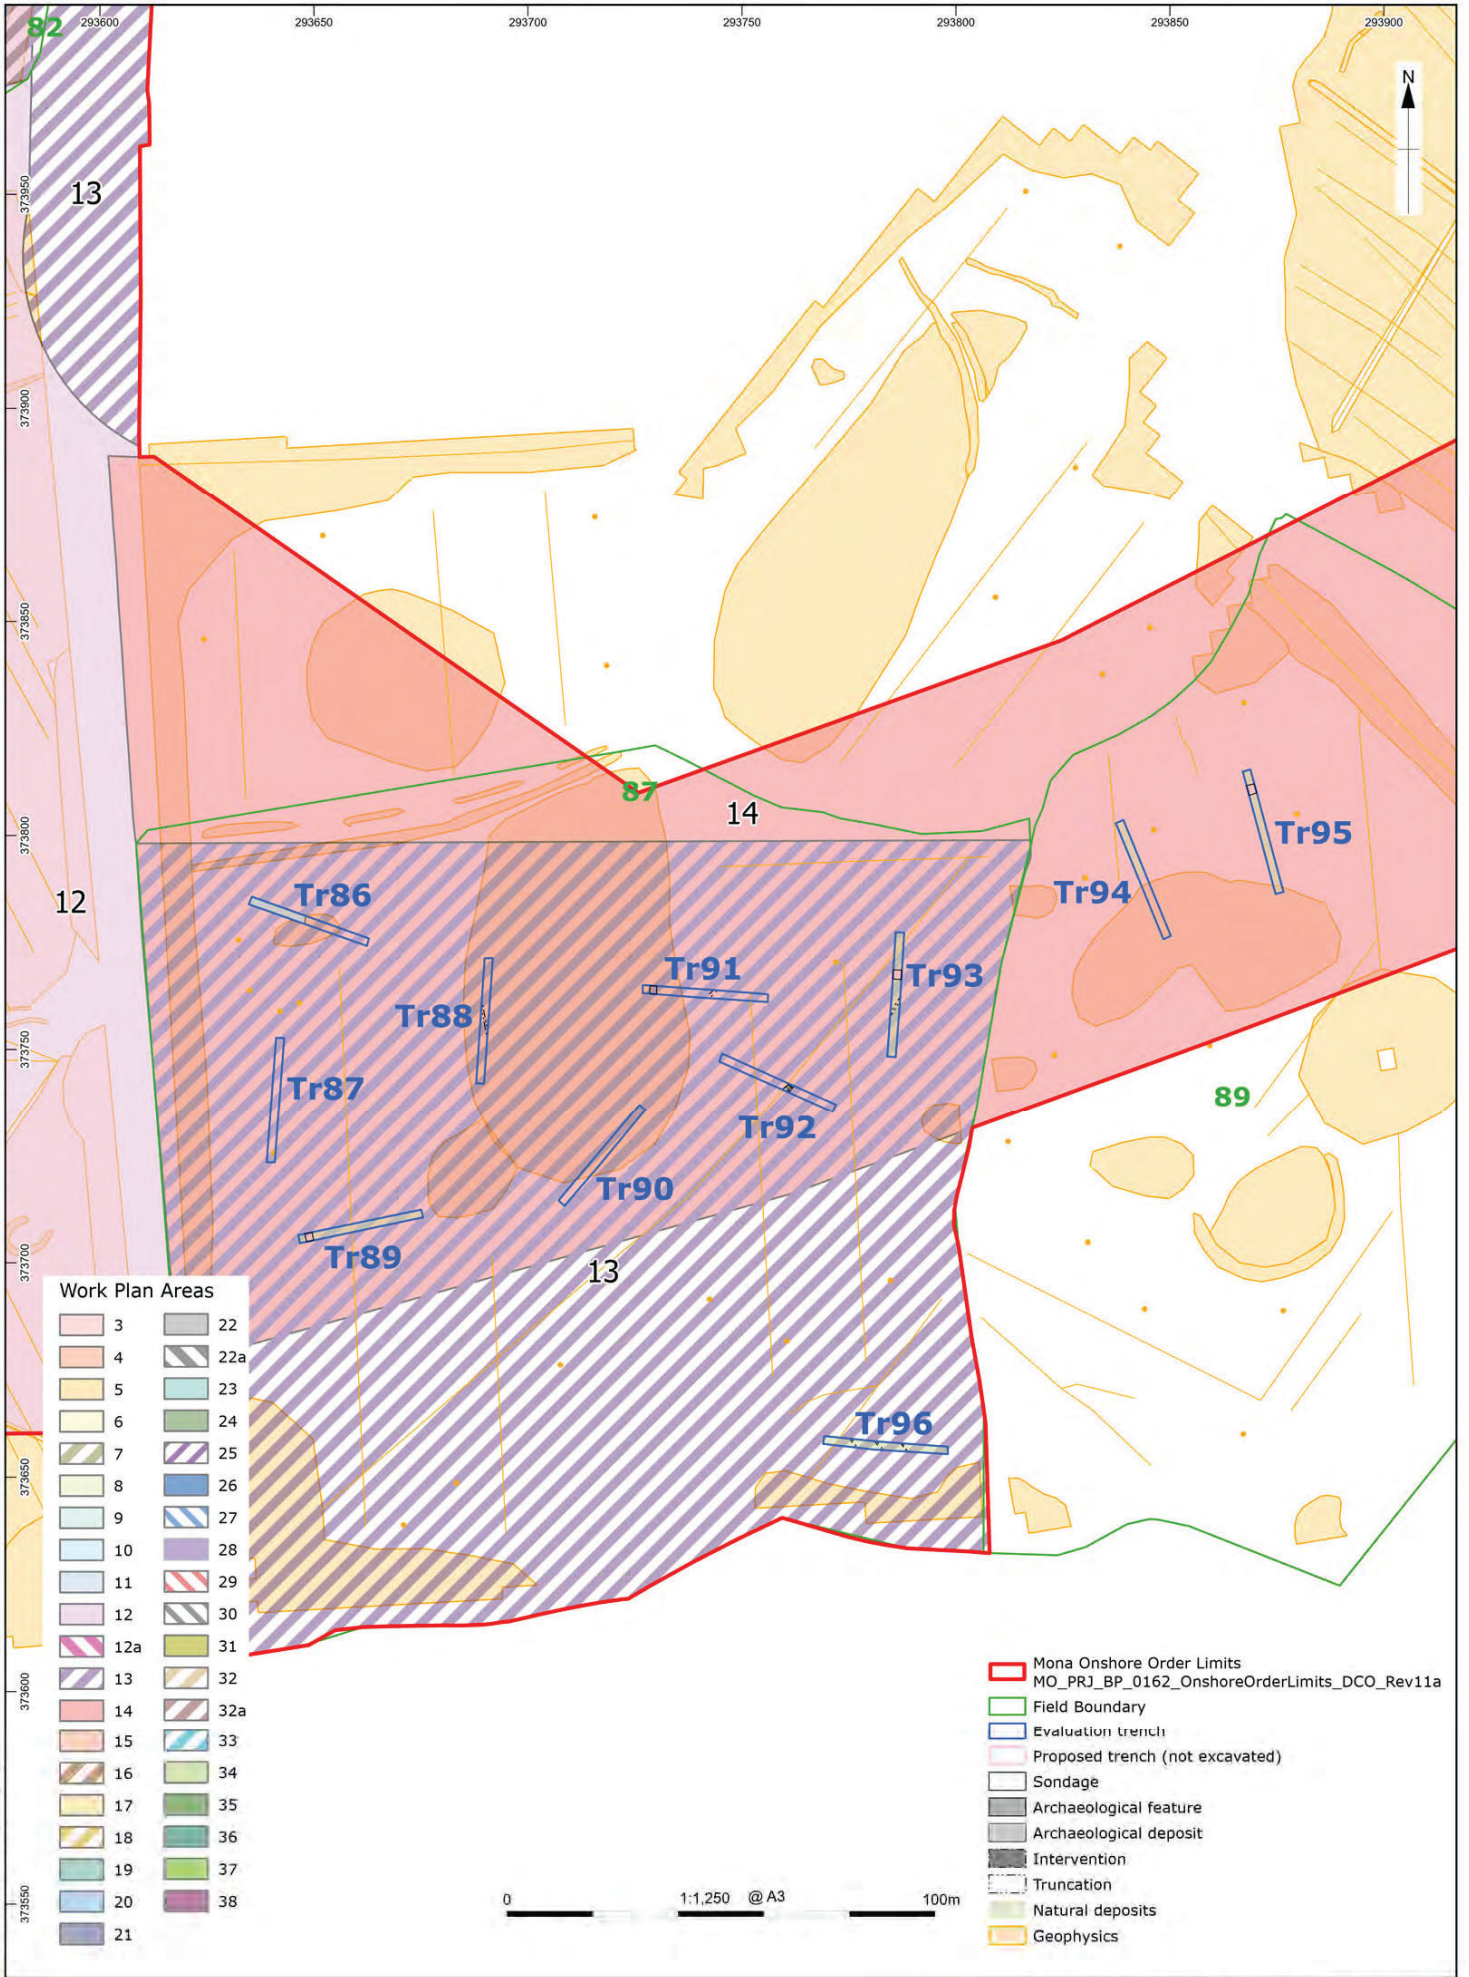 293600
293650
293700
293750
293800
293850
293900
82
N
373950
13
373900
373850
87
14
373800
12
Tr86
Tr95
Tr94
Tr91
Tr93
Tr88
373750
Tr87
Tr92
89
Tr90
Tr89
373700
13
Tr96
373650
373600
373550
Work Plan Areas
3
4
5
6
7
8
9
10
11
12
12a
13
14
15
16
17
18
19
20
21
22
22a
23
24
25
26
27
28
29
30
31
32
32a
33
34
35
36
37
38
0
1:1,250 @ A3
100m
Mona Onshore Order Limits
MO_PRJ_BP_0162_OnshoreOrderLimits_DCO_Rev11a
Field Boundary
Evaluation trench
Proposed trench (not excavated)
Sondage
Archaeological feature
Archaeological deposit
Intervention
Truncation
Natural deposits
Geophysics